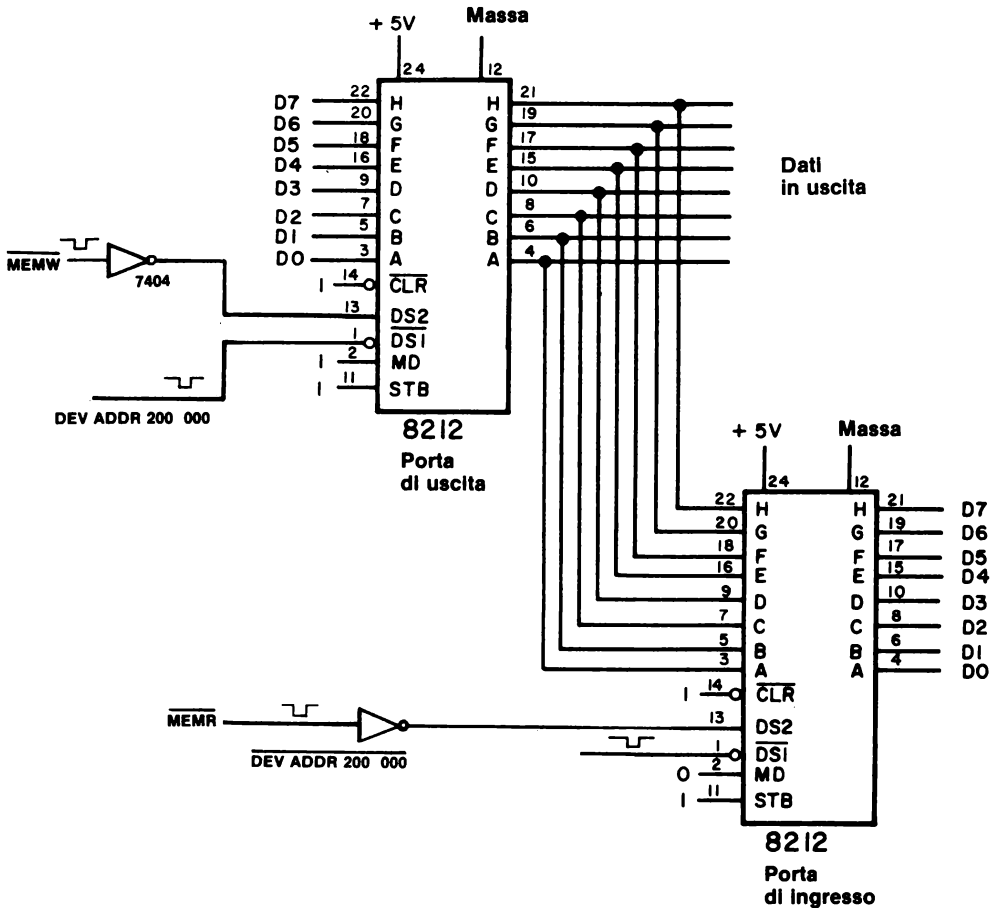 + 5V
Massa
24
12
D7 22 H H 21
D6 20 G G 19
D5 18 F F 17
D4 16 E E 15
D3 9 D D 10
D2 7 C C 8
D1 5 B B 6
D0 3 A A 4
Dati
in uscita
MEMW
7404
1 14 CLR
13 DS2
1 DS1
1 2 MD
1 11 STB
DEV ADDR 200 000
8212
Porta
di uscita
+ 5V
Massa
24
12
22 H H 21 D7
20 G G 19 D6
18 F F 17 D5
16 E E 15 D4
9 D D 10 D3
7 C C 8 D2
5 B B 6 D1
3 A A 4 D0
1 14 CLR
MEMR
13 DS2
DEV ADDR 200 000
1 DS1
0 2 MD
1 11 STB
8212
Porta
di ingresso